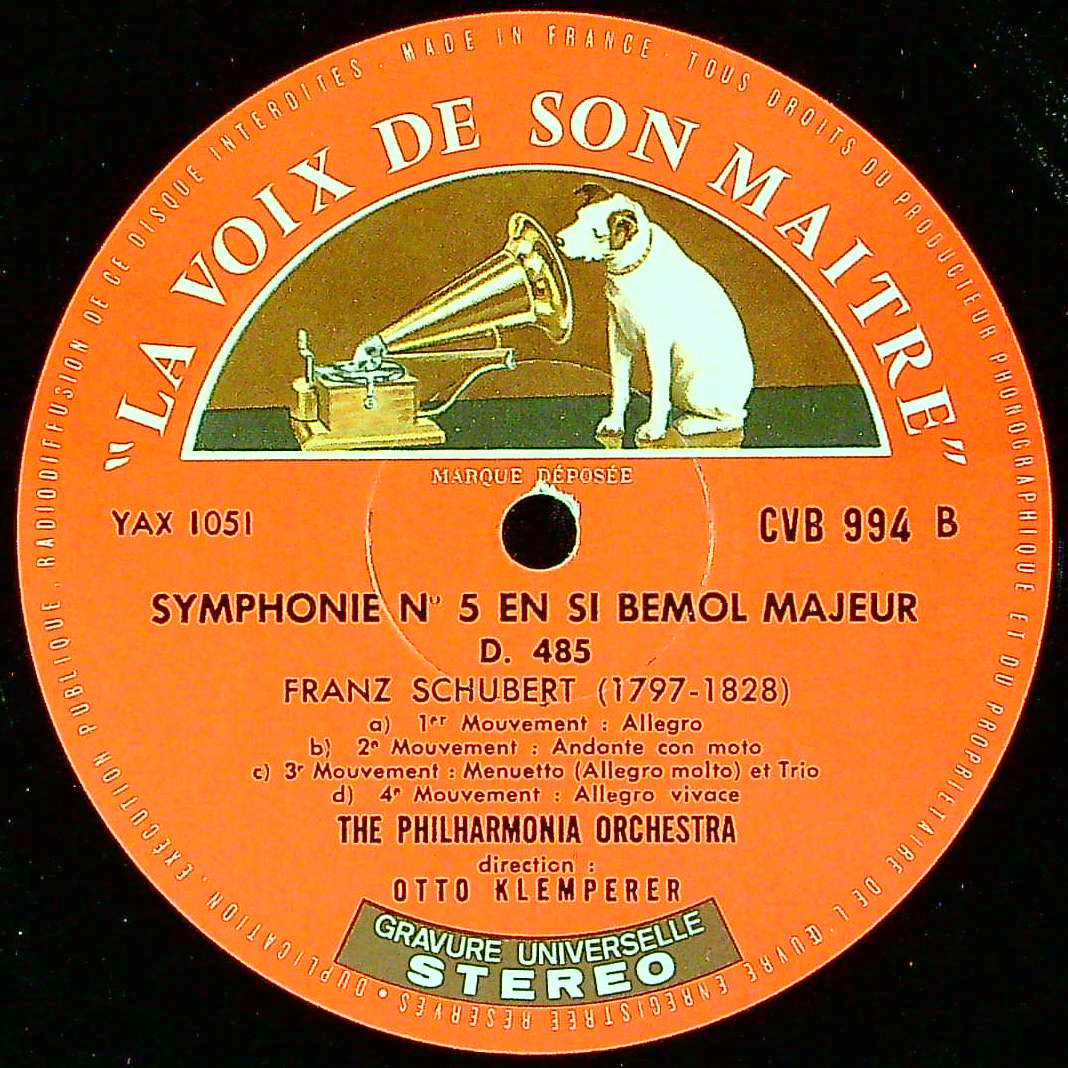 MADE IN FRANCE · TOUS DROITS DU PRODUCTEUR PHONOGRAPHIQUE ET DU PROPRIETAIRE DE L'ŒUVRE ENREGISTREE RESERVES • DUPLICATION . EXECUTION PUBLIQUE . RADIODIFFUSION DE CE DISQUE INTERDITES .
"LA VOIX DE SON MAITRE"
MARQUE DÉPOSÉE
YAX 1051
CVB 994 B
SYMPHONIE Nº 5 EN SI BEMOL MAJEUR
D. 485
FRANZ SCHUBERT (1797-1828)
a) 1er Mouvement : Allegro
b) 2e Mouvement : Andante con moto
c) 3e Mouvement : Menuetto (Allegro molto) et Trio
d) 4e Mouvement : Allegro vivace
THE PHILHARMONIA ORCHESTRA
direction :
OTTO KLEMPERER
GRAVURE UNIVERSELLE
STEREO